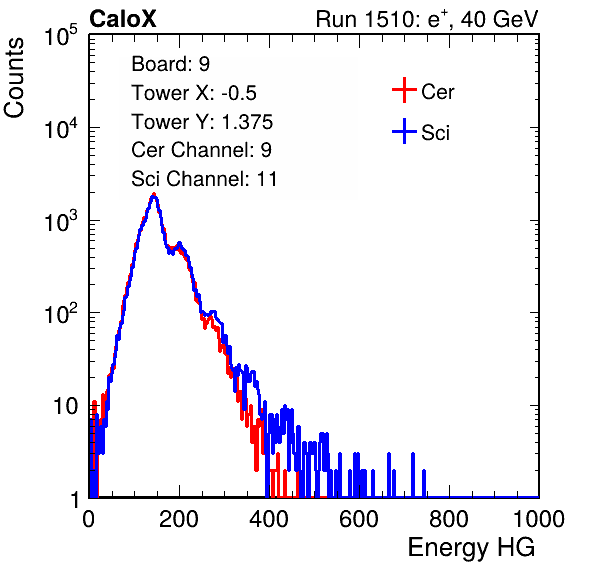 CaloX Run 1510: e⁺, 40 GeV
Counts
Board: 9
Tower X: -0.5
Tower Y: 1.375
Cer Channel: 9
Sci Channel: 11
Cer
Sci
10⁵
10⁴
10³
10²
10
1
0 200 400 600 800 1000
Energy HG